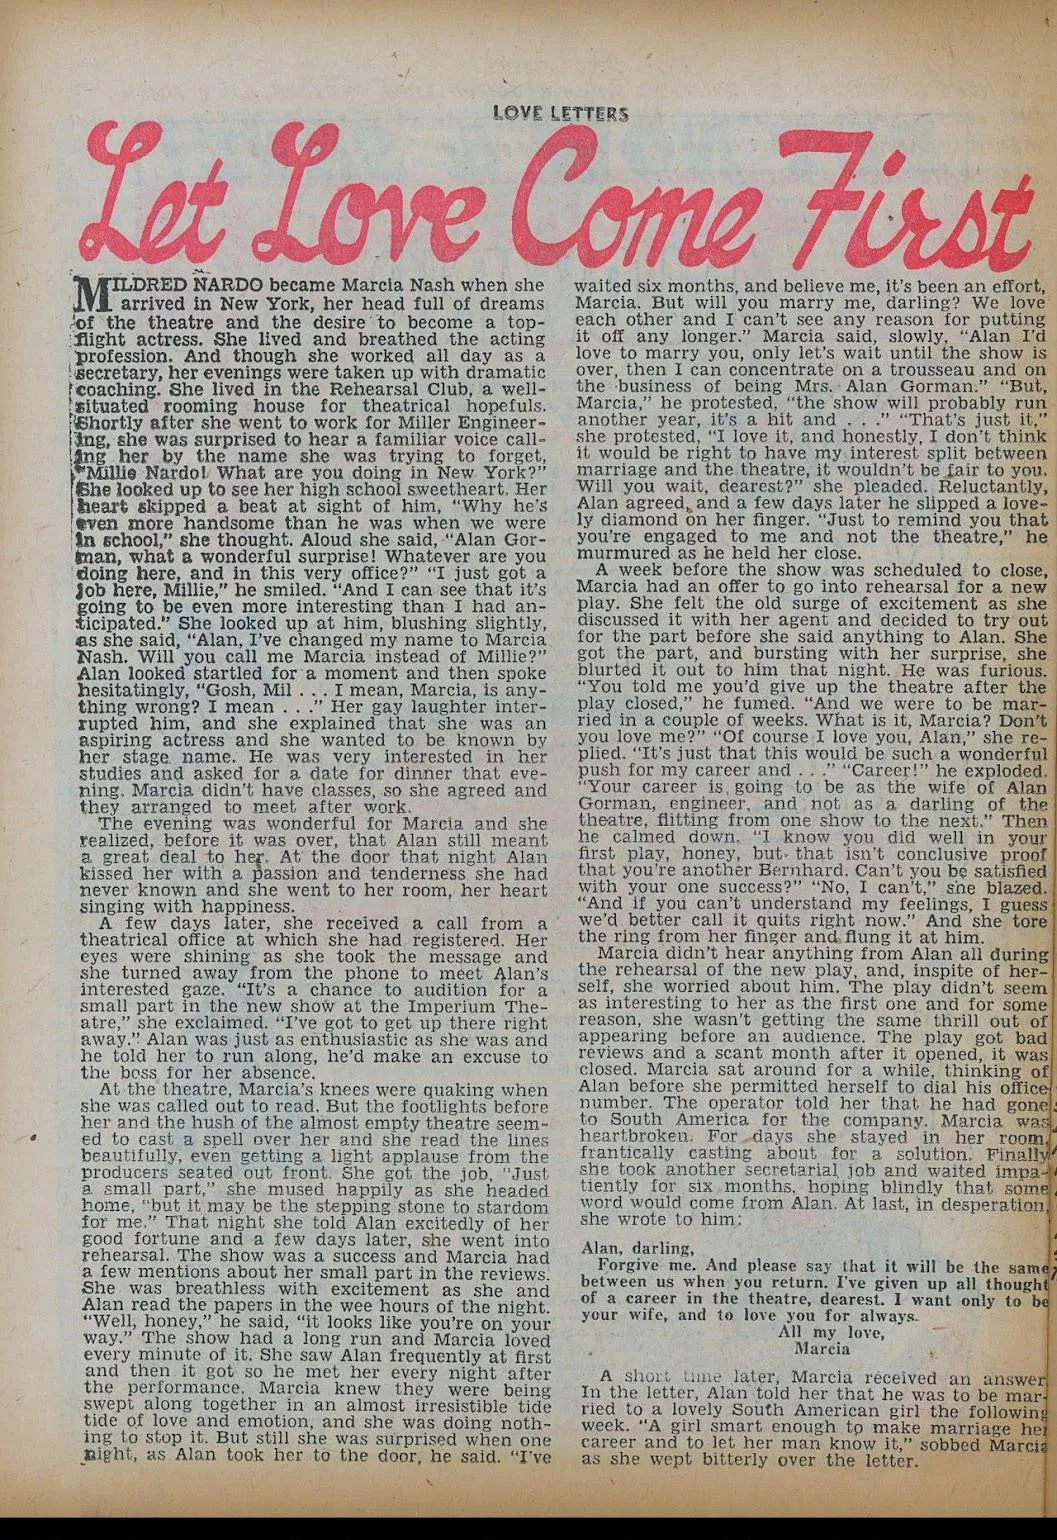 LOVE LETTERS
Let Love Come First
MILDRED NARDO became Marcia Nash when she
arrived in New York, her head full of dreams
of the theatre and the desire to become a top-
flight actress. She lived and breathed the acting
profession. And though she worked all day as a
secretary, her evenings were taken up with dramatic
coaching. She lived in the Rehearsal Club, a well-
situated rooming house for theatrical hopefuls.
Shortly after she went to work for Miller Engineer-
ing, she was surprised to hear a familiar voice call-
ing her by the name she was trying to forget,
"Millie Nardo! What are you doing in New York?"
She looked up to see her high school sweetheart. Her
heart skipped a beat at sight of him, "Why he's
even more handsome than he was when we were
in school," she thought. Aloud she said, "Alan Gor-
man, what a wonderful surprise! Whatever are you
doing here, and in this very office?" "I just got a
job here, Millie," he smiled. "And I can see that it's
going to be even more interesting than I had an-
ticipated." She looked up at him, blushing slightly,
as she said, "Alan, I've changed my name to Marcia
Nash. Will you call me Marcia instead of Millie?"
Alan looked startled for a moment and then spoke
hesitatingly, "Gosh, Mil . . . I mean, Marcia, is any-
thing wrong? I mean . . ." Her gay laughter inter-
rupted him, and she explained that she was an
aspiring actress and she wanted to be known by
her stage name. He was very interested in her
studies and asked for a date for dinner that eve-
ning. Marcia didn't have classes, so she agreed and
they arranged to meet after work.
The evening was wonderful for Marcia and she
realized, before it was over, that Alan still meant
a great deal to her. At the door that night Alan
kissed her with a passion and tenderness she had
never known and she went to her room, her heart
singing with happiness.
A few days later, she received a call from a
theatrical office at which she had registered. Her
eyes were shining as she took the message and
she turned away from the phone to meet Alan's
interested gaze. "It's a chance to audition for a
small part in the new show at the Imperium The-
atre," she exclaimed. "I've got to get up there right
away." Alan was just as enthusiastic as she was and
he told her to run along, he'd make an excuse to
the boss for her absence.
At the theatre, Marcia's knees were quaking when
she was called out to read. But the footlights before
her and the hush of the almost empty theatre seem-
ed to cast a spell over her and she read the lines
beautifully, even getting a light applause from the
producers seated out front. She got the job, "Just
a small part," she mused happily as she headed
home, "but it may be the stepping stone to stardom
for me." That night she told Alan excitedly of her
good fortune and a few days later, she went into
rehearsal. The show was a success and Marcia had
a few mentions about her small part in the reviews.
She was breathless with excitement as she and
Alan read the papers in the wee hours of the night.
"Well, honey," he said, "it looks like you're on your
way." The show had a long run and Marcia loved
every minute of it. She saw Alan frequently at first
and then it got so he met her every night after
the performance. Marcia knew they were being
swept along together in an almost irresistible tide
tide of love and emotion, and she was doing noth-
ing to stop it. But still she was surprised when one
night, as Alan took her to the door, he said. "I've
waited six months, and believe me, it's been an effort,
Marcia. But will you marry me, darling? We love
each other and I can't see any reason for putting
it off any longer." Marcia said, slowly, "Alan I'd
love to marry you, only let's wait until the show is
over, then I can concentrate on a trousseau and on
the business of being Mrs. Alan Gorman." "But,
Marcia," he protested, "the show will probably run
another year, it's a hit and . . ." "That's just it,"
she protested, "I love it, and honestly, I don't think
it would be right to have my interest split between
marriage and the theatre, it wouldn't be fair to you.
Will you wait, dearest?" she pleaded. Reluctantly,
Alan agreed, and a few days later he slipped a love-
ly diamond on her finger. "Just to remind you that
you're engaged to me and not the theatre," he
murmured as he held her close.
A week before the show was scheduled to close,
Marcia had an offer to go into rehearsal for a new
play. She felt the old surge of excitement as she
discussed it with her agent and decided to try out
for the part before she said anything to Alan. She
got the part, and bursting with her surprise, she
blurted it out to him that night. He was furious.
"You told me you'd give up the theatre after the
play closed," he fumed. "And we were to be mar-
ried in a couple of weeks. What is it, Marcia? Don't
you love me?" "Of course I love you, Alan," she re-
plied. "It's just that this would be such a wonderful
push for my career and . . ." "Career!" he exploded.
"Your career is going to be as the wife of Alan
Gorman, engineer, and not as a darling of the
theatre, flitting from one show to the next." Then
he calmed down. "I know you did well in your
first play, honey, but that isn't conclusive proof
that you're another Bernhard. Can't you be satisfied
with your one success?" "No, I can't," she blazed.
"And if you can't understand my feelings, I guess
we'd better call it quits right now." And she tore
the ring from her finger and flung it at him.
Marcia didn't hear anything from Alan all during
the rehearsal of the new play, and, inspite of her-
self, she worried about him. The play didn't seem
as interesting to her as the first one and for some
reason, she wasn't getting the same thrill out of
appearing before an audience. The play got bad
reviews and a scant month after it opened, it was
closed. Marcia sat around for a while, thinking of
Alan before she permitted herself to dial his office
number. The operator told her that he had gone
to South America for the company. Marcia was
heartbroken. For days she stayed in her room,
frantically casting about for a solution. Finally
she took another secretarial job and waited impa-
tiently for six months, hoping blindly that some
word would come from Alan. At last, in desperation,
she wrote to him:
Alan, darling,
Forgive me. And please say that it will be the same
between us when you return. I've given up all thought
of a career in the theatre, dearest. I want only to be
your wife, and to love you for always.
All my love,
Marcia
A short time later, Marcia received an answer
In the letter, Alan told her that he was to be mar-
ried to a lovely South American girl the following
week. "A girl smart enough to make marriage her
career and to let her man know it," sobbed Marcia
as she wept bitterly over the letter.